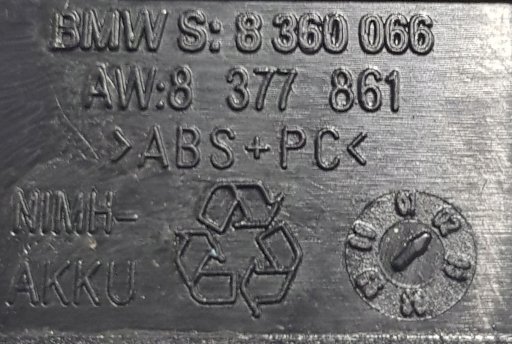 BMW S: 8 360 066
AW:8 377 861
>ABS+PC<
NIMH-
AKKU